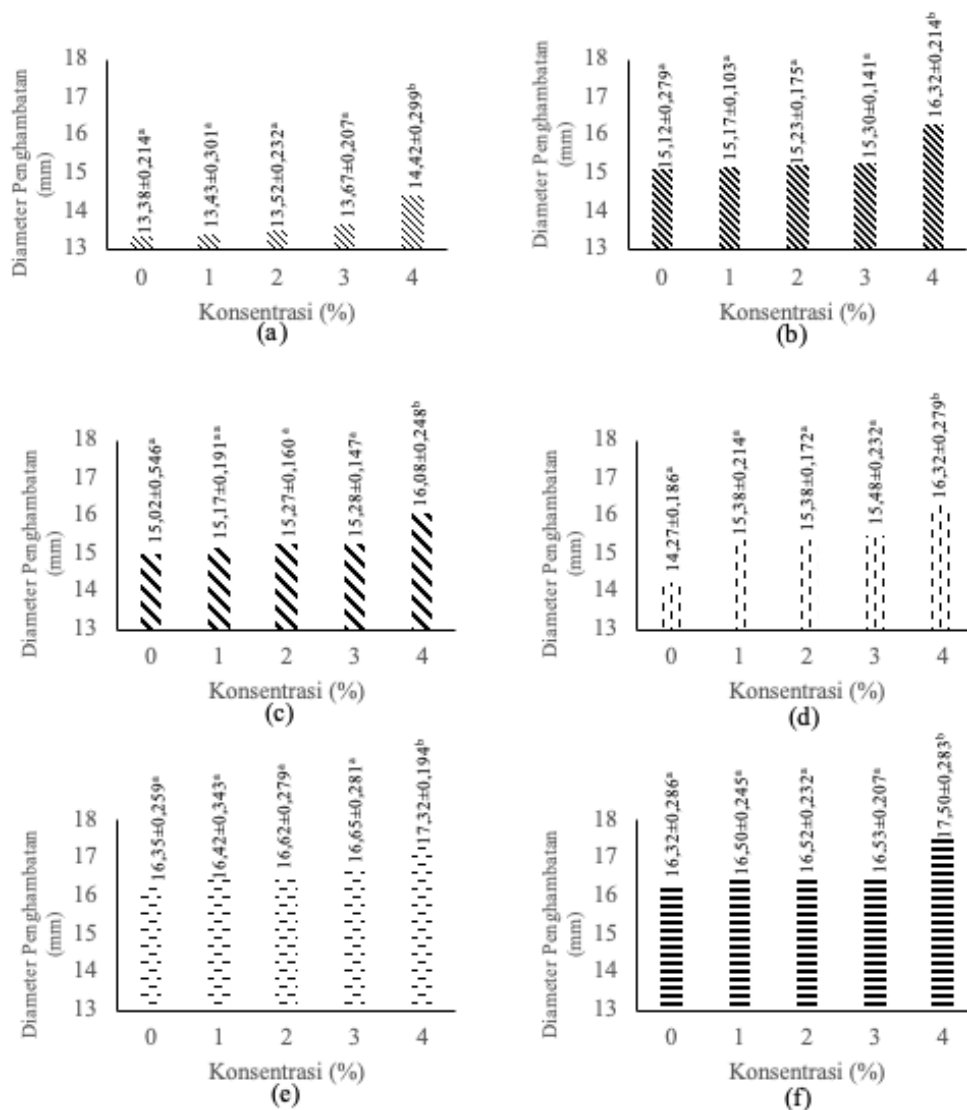 Diameter Penghambatan
(mm)
18
17
16
15
14
13
13,38±0,214ᵃ
13,43±0,301ᵃ
13,52±0,232ᵃ
13,67±0,207ᵃ
14,42±0,299ᵇ
0 1 2 3 4
Konsentrasi (%)
(a)
Diameter Penghambatan
(mm)
18
17
16
15
14
13
15,12±0,279ᵃ
15,17±0,103ᵃ
15,23±0,175ᵃ
15,30±0,141ᵃ
16,32±0,214ᵇ
0 1 2 3 4
Konsentrasi (%)
(b)
Diameter Penghambatan
(mm)
18
17
16
15
14
13
15,02±0,546ᵃ
15,17±0,191ᵃᵃ
15,27±0,160 ᵃ
15,28±0,147ᵃ
16,08±0,248ᵇ
0 1 2 3 4
Konsentrasi (%)
(c)
Diameter Penghambatan
(mm)
18
17
16
15
14
13
14,27±0,186ᵃ
15,38±0,214ᵃ
15,38±0,172ᵃ
15,48±0,232ᵃ
16,32±0,279ᵇ
0 1 2 3 4
Konsentrasi (%)
(d)
Diameter Penghambatan
(mm)
18
17
16
15
14
13
16,35±0,259ᵃ
16,42±0,343ᵃ
16,62±0,279ᵃ
16,65±0,281ᵃ
17,32±0,194ᵇ
0 1 2 3 4
Konsentrasi (%)
(e)
Diameter Penghambatan
(mm)
18
17
16
15
14
13
16,32±0,286ᵃ
16,50±0,245ᵃ
16,52±0,232ᵃ
16,53±0,207ᵃ
17,50±0,283ᵇ
0 1 2 3 4
Konsentrasi (%)
(f)